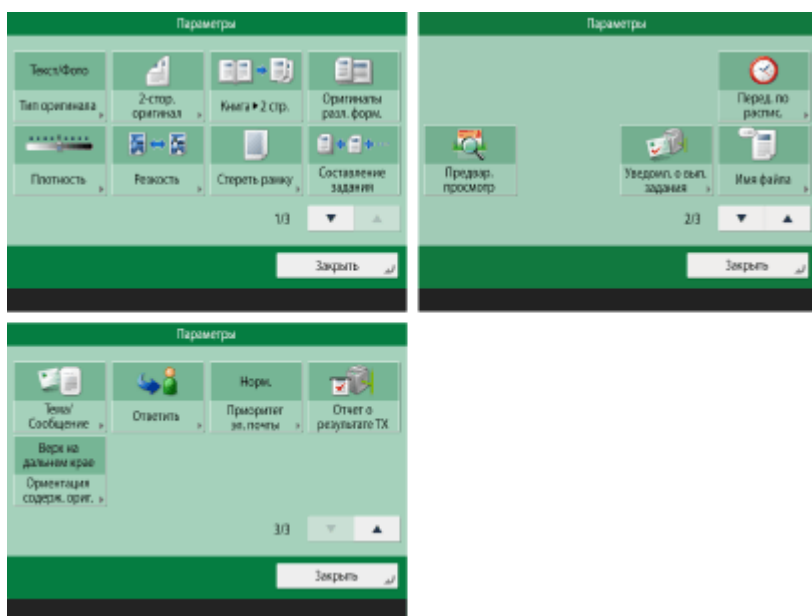 Параметры
Текст/Фото
Тип оригинала
2-стор.
оригинал
Книга ▶ 2 стр.
Оригиналы
разл. форм.
Плотность
Резкость
Стереть рамку
Составление
задания
1/3
Закрыть
Параметры
Перед. по
распис.
Предвар.
просмотр
Уведомл. о вып.
задания
Имя файла
2/3
Закрыть
Параметры
Тема/
Сообщение
Ответить
Норм.
Приоритет
эл. почты
Отчет о
результате TX
Верх на
дальнем крае
Ориентация
содерж. ориг.
3/3
Закрыть